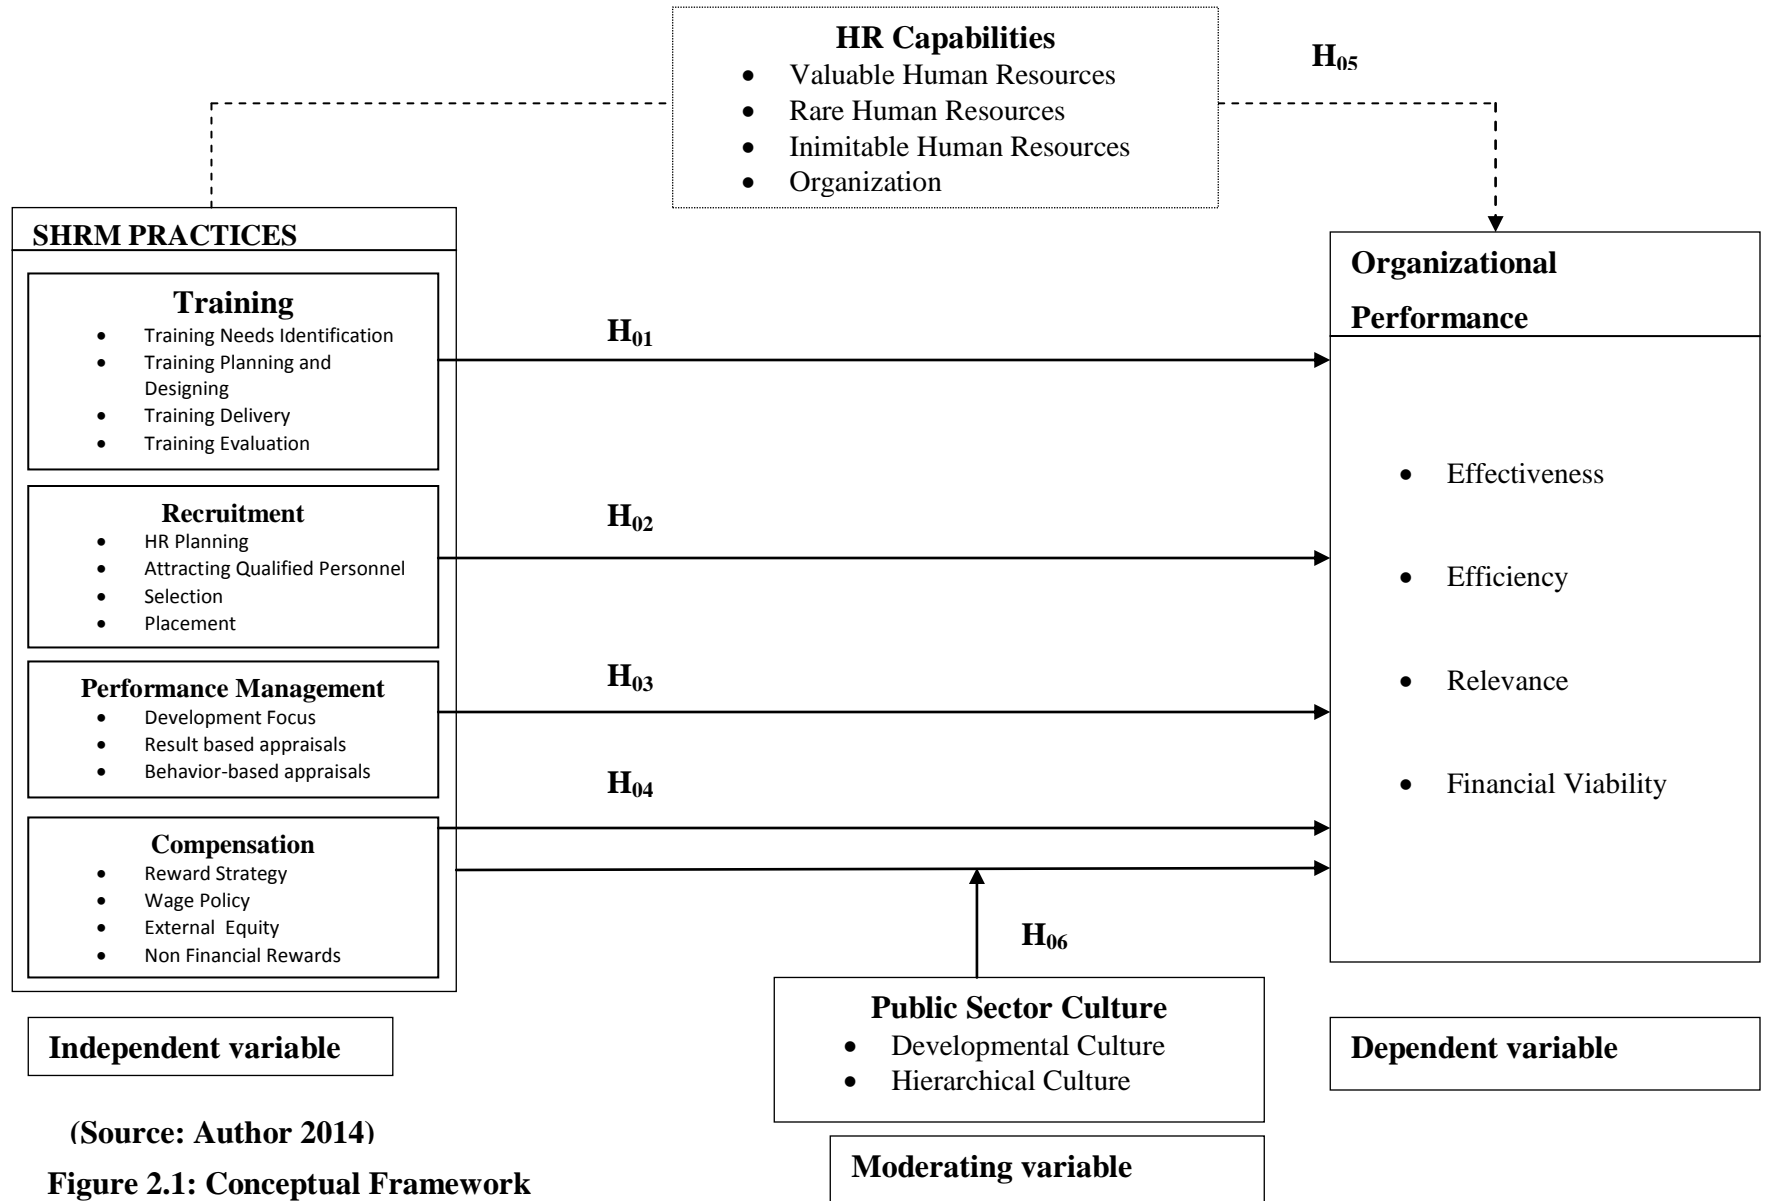 HR Capabilities
• Valuable Human Resources
• Rare Human Resources
• Inimitable Human Resources
• Organization
H05
SHRM PRACTICES
Training
• Training Needs Identification
• Training Planning and
Designing
• Training Delivery
• Training Evaluation
Recruitment
• HR Planning
• Attracting Qualified Personnel
• Selection
• Placement
Performance Management
• Development Focus
• Result based appraisals
• Behavior-based appraisals
Compensation
• Reward Strategy
• Wage Policy
• External Equity
• Non Financial Rewards
H01
H02
H03
H04
H06
Organizational
Performance
• Effectiveness
• Efficiency
• Relevance
• Financial Viability
Public Sector Culture
• Developmental Culture
• Hierarchical Culture
Independent variable
Dependent variable
Moderating variable
(Source: Author 2014)
Figure 2.1: Conceptual Framework